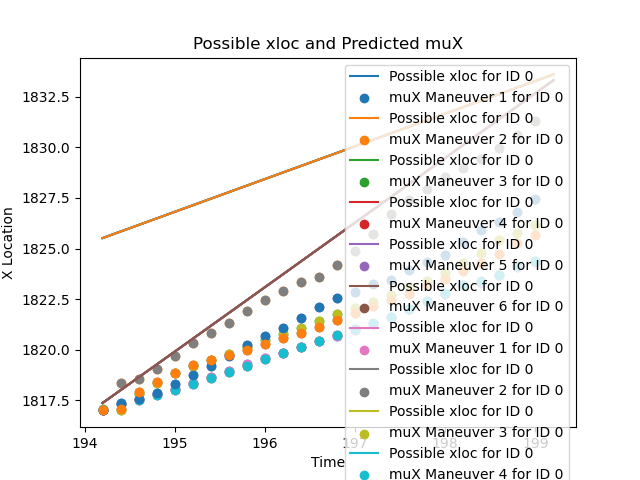 Possible xloc and Predicted muX
X Location
1832.5
1830.0
1827.5
1825.0
1822.5
1820.0
1817.5
194
195
196
197
198
199
Time
Possible xloc for ID 0
muX Maneuver 1 for ID 0
Possible xloc for ID 0
muX Maneuver 2 for ID 0
Possible xloc for ID 0
muX Maneuver 3 for ID 0
Possible xloc for ID 0
muX Maneuver 4 for ID 0
Possible xloc for ID 0
muX Maneuver 5 for ID 0
Possible xloc for ID 0
muX Maneuver 6 for ID 0
Possible xloc for ID 0
muX Maneuver 1 for ID 0
Possible xloc for ID 0
muX Maneuver 2 for ID 0
Possible xloc for ID 0
muX Maneuver 3 for ID 0
Possible xloc for ID 0
muX Maneuver 4 for ID 0